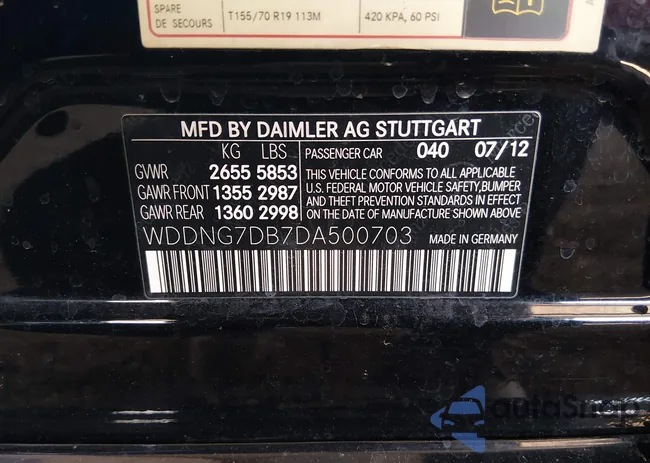 SPARE
DE SECOURS
T155/70 R19 113M
420 KPA, 60 PSI
MFD BY DAIMLER AG STUTTGART
KG LBS
GVWR 2655 5853
GAWR FRONT 1355 2987
GAWR REAR 1360 2998
PASSENGER CAR 040 07/12
THIS VEHICLE CONFORMS TO ALL APPLICABLE
U.S. FEDERAL MOTOR VEHICLE SAFETY,BUMPER
AND THEFT PREVENTION STANDARDS IN EFFECT
ON THE DATE OF MANUFACTURE SHOWN ABOVE
WDDNG7DB7DA500703 MADE IN GERMANY
autoSnap